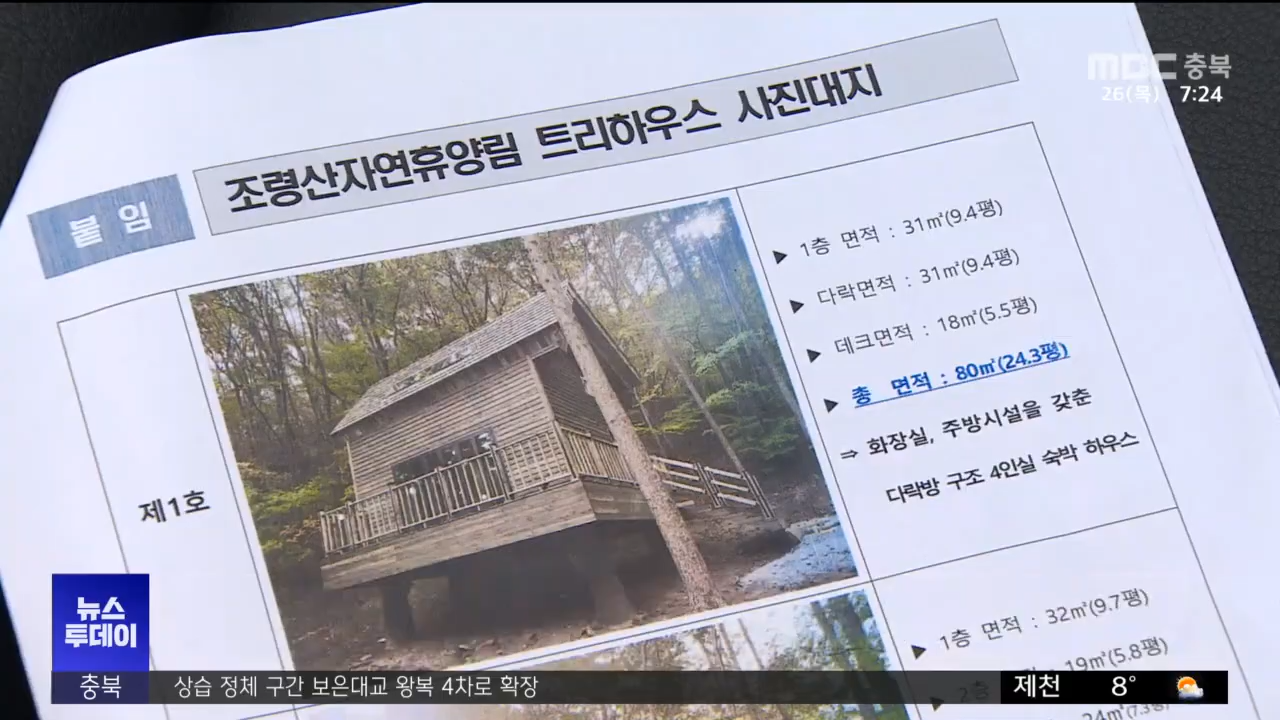 MBC 충북
26(목) 7:24
붙임
조령산자연휴양림 트리하우스 사진대지
제1호
▶ 1층 면적 : 31㎡(9.4평)
▶ 다락면적 : 31㎡(9.4평)
▶ 데크면적 : 18㎡(5.5평)
▶ 총 면적 : 80㎡(24.3평)
⇒ 화장실, 주방시설을 갖춘
다락방 구조 4인실 숙박 하우스
▶ 1층 면적 : 32㎡(9.7평)
▶ 2층 : 19㎡(5.8평)
24㎡(7.3평)
뉴스
투데이
충북 상습 정체 구간 보은대교 왕복 4차로 확장
제천 8°